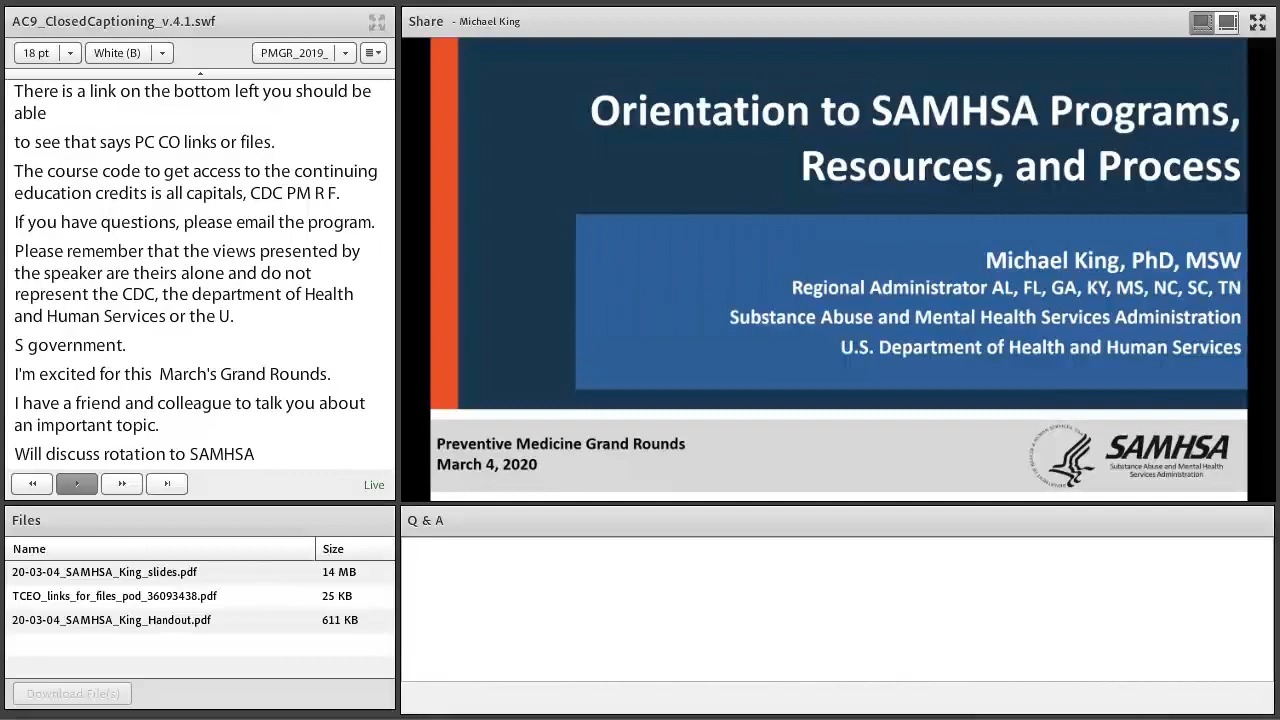 AC9_ClosedCaptioning_v.4.1.swf
18 pt
White (B)
PMGR_2019_
There is a link on the bottom left you should be
able
to see that says PC CO links or files.
The course code to get access to the continuing
education credits is all capitals, CDC PM R F.
If you have questions, please email the program.
Please remember that the views presented by
the speaker are theirs alone and do not
represent the CDC, the department of Health
and Human Services or the U.
S government.
I'm excited for this  March's Grand Rounds.
I have a friend and colleague to talk you about
an important topic.
Will discuss rotation to SAMHSA
Live
Share - Michael King
Orientation to SAMHSA Programs,
Resources, and Process
Michael King, PhD, MSW
Regional Administrator AL, FL, GA, KY, MS, NC, SC, TN
Substance Abuse and Mental Health Services Administration
U.S. Department of Health and Human Services
Preventive Medicine Grand Rounds
March 4, 2020
SAMHSA
Substance Abuse and Mental Health
Services Administration
Files
Name Size
20-03-04_SAMHSA_King_slides.pdf 14 MB
TCEO_links_for_files_pod_36093438.pdf 25 KB
20-03-04_SAMHSA_King_Handout.pdf 611 KB
Download File(s)
Q & A